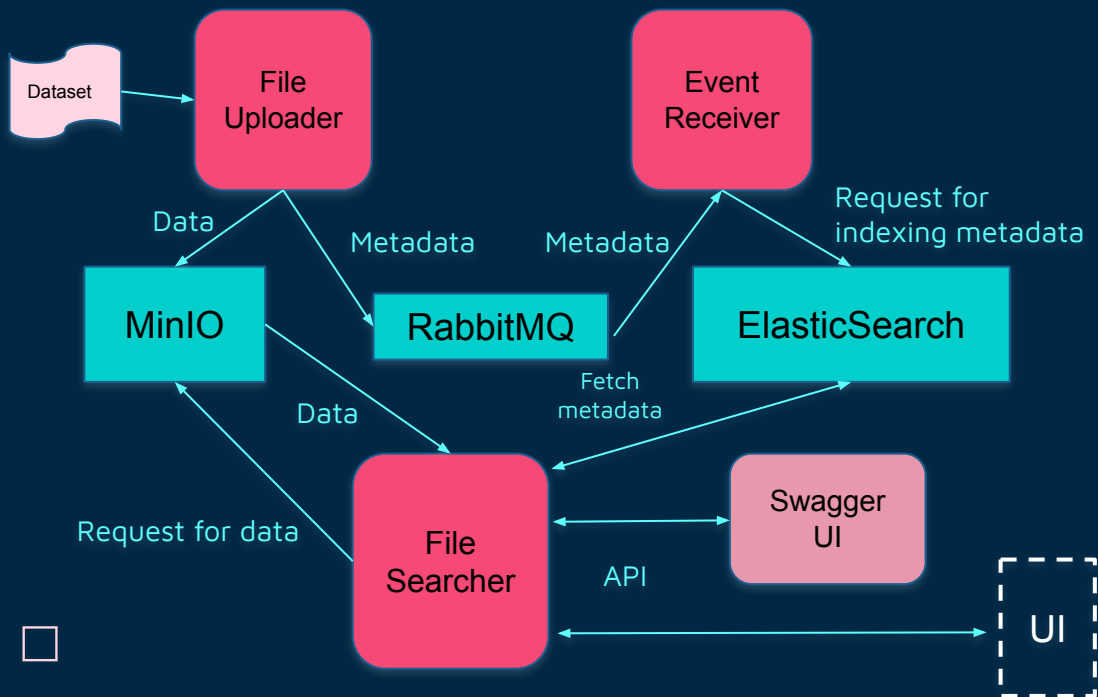 Dataset
File
Uploader
Event
Receiver
Data
Metadata
Metadata
Request for
indexing metadata
MinIO
RabbitMQ
ElasticSearch
Data
Fetch
metadata
Request for data
File
Searcher
Swagger
UI
API
UI